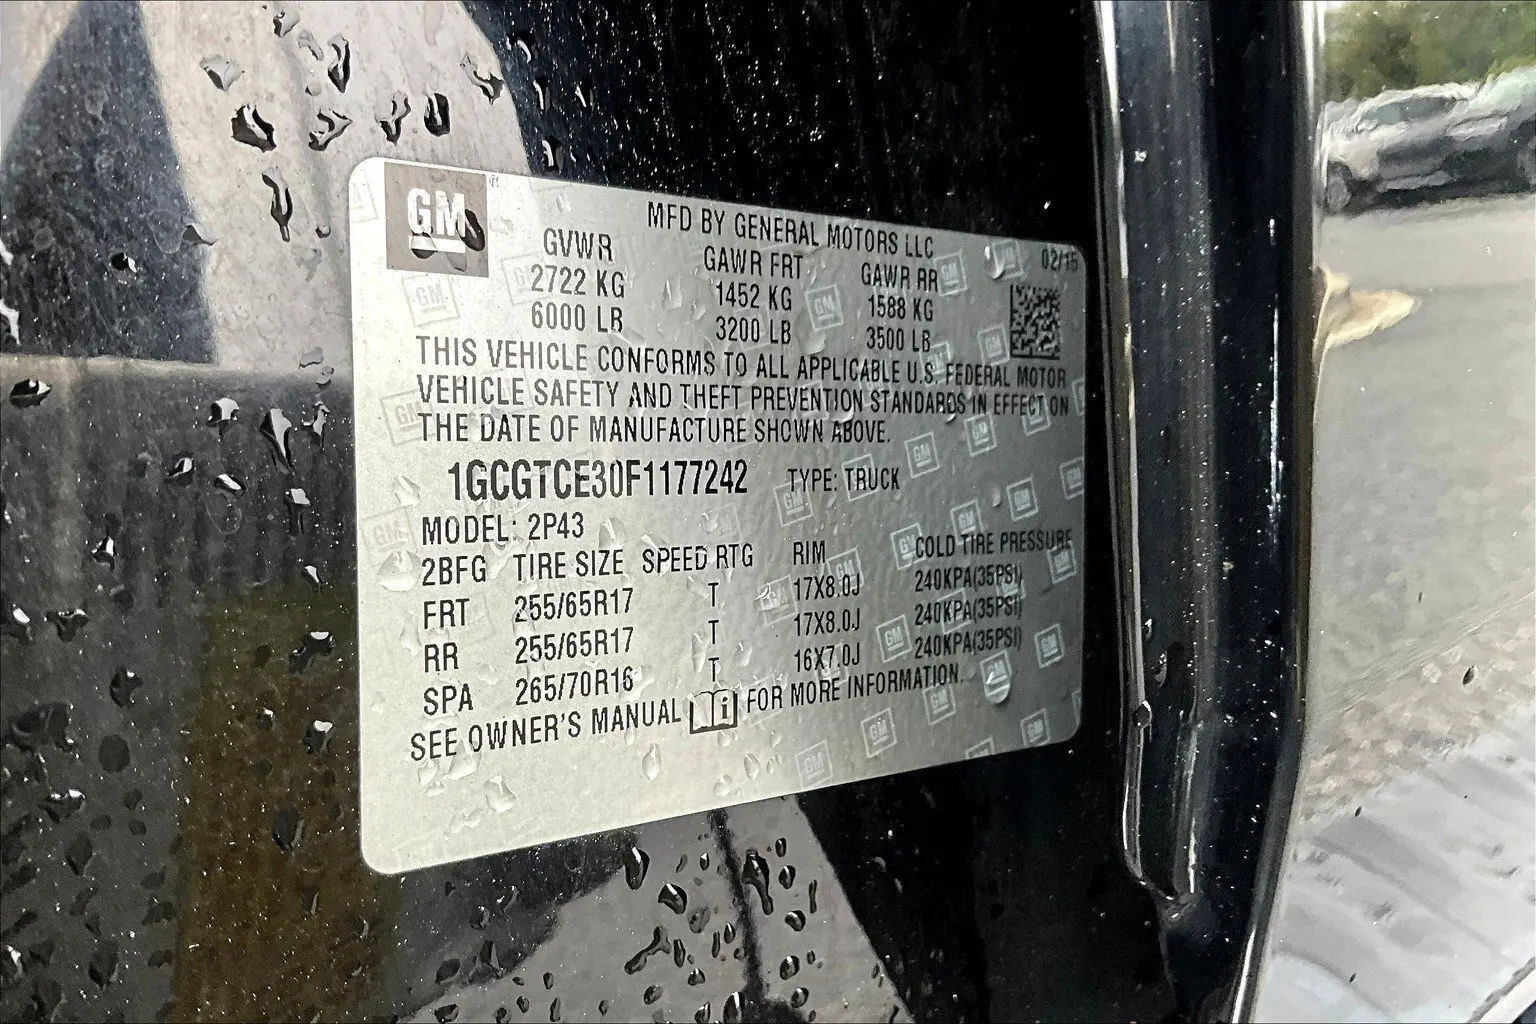 GM
MFD BY GENERAL MOTORS LLC
02/15
GVWR GAWR FRT GAWR RR
2722 KG 1452 KG 1588 KG
6000 LB 3200 LB 3500 LB
THIS VEHICLE CONFORMS TO ALL APPLICABLE U.S. FEDERAL MOTOR
VEHICLE SAFETY AND THEFT PREVENTION STANDARDS IN EFFECT ON
THE DATE OF MANUFACTURE SHOWN ABOVE.
1GCGTCE30F1177242 TYPE: TRUCK
MODEL: 2P43
2BFG TIRE SIZE SPEED RTG RIM COLD TIRE PRESSURE
FRT 255/65R17 T 17X8.0J 240KPA(35PSI)
RR 255/65R17 T 17X8.0J 240KPA(35PSI)
SPA 265/70R16 T 16X7.0J 240KPA(35PSI)
SEE OWNER'S MANUAL i FOR MORE INFORMATION.